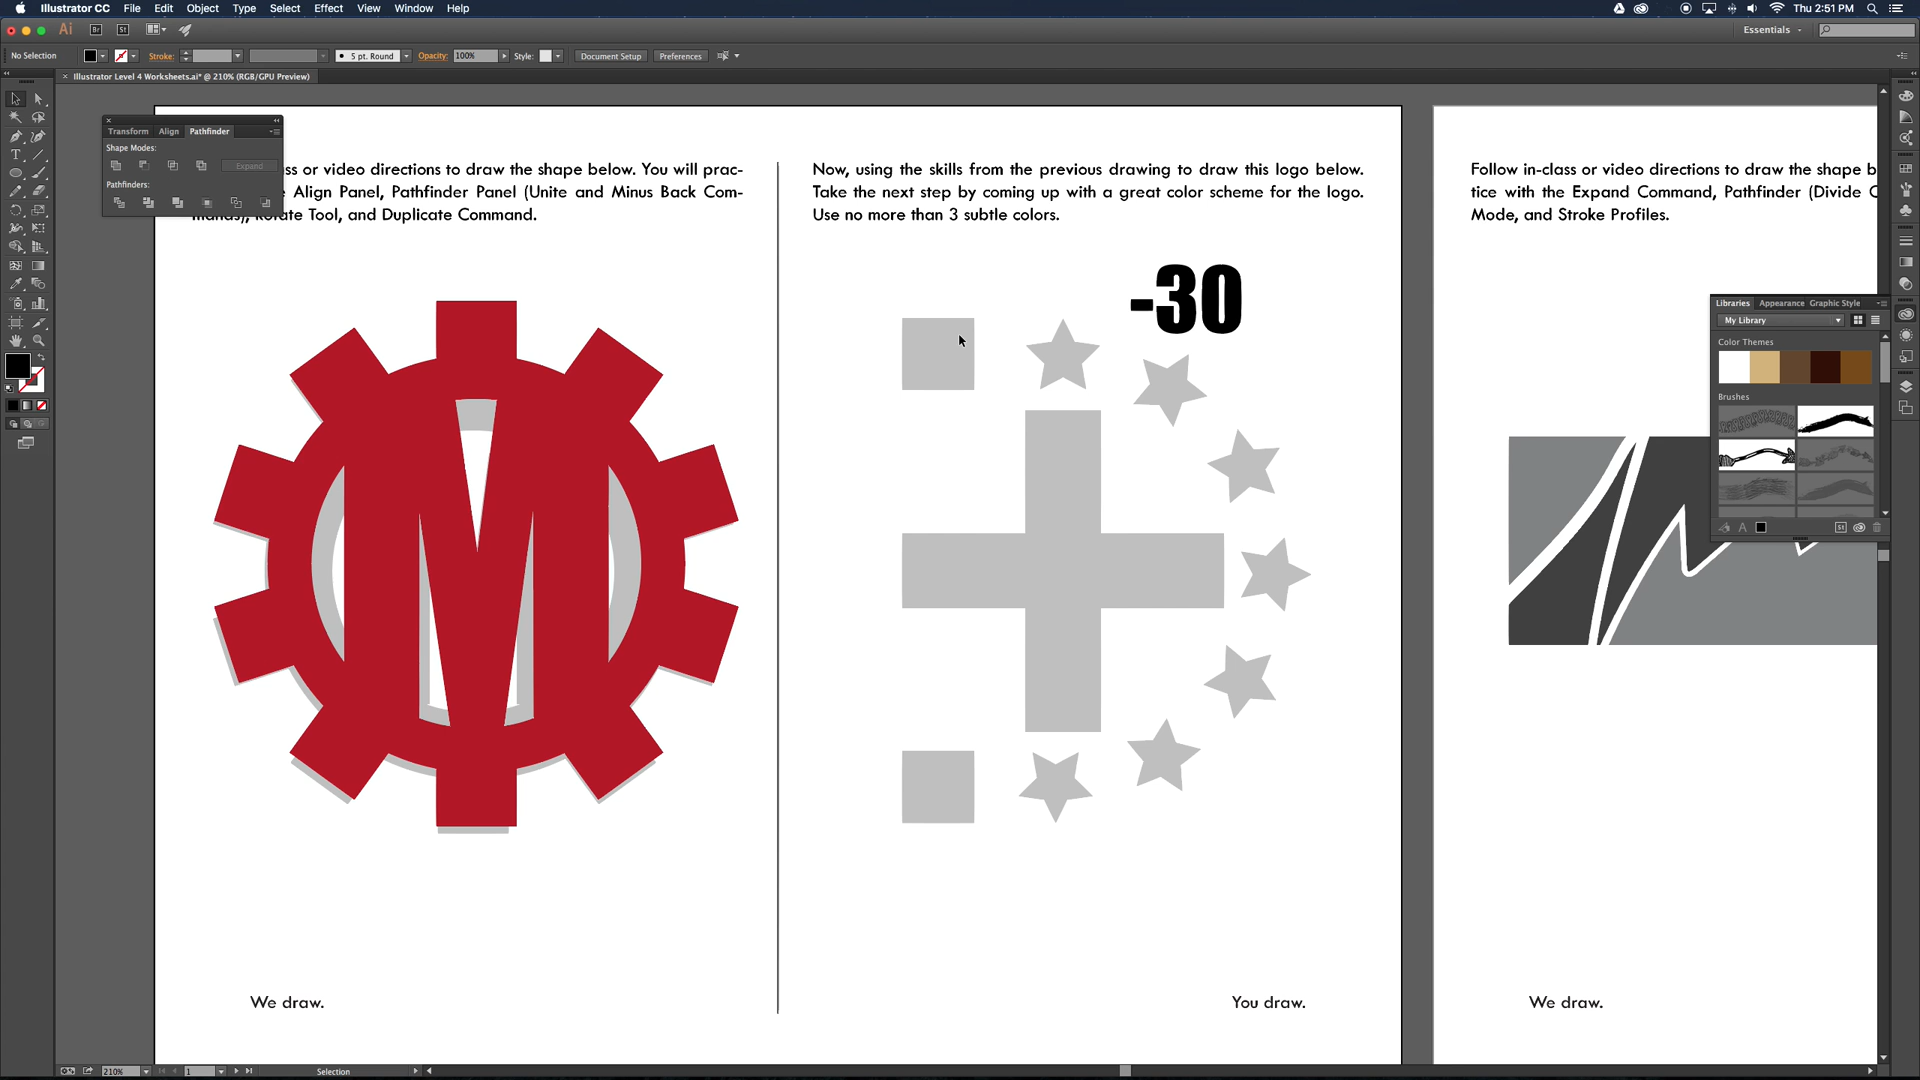 Illustrator CC File Edit Object Type Select Effect View Window Help
Thu 2:51 PM
Ai Br St
Essentials
No Selection
Stroke:
5 pt. Round
Opacity: 100%
Style:
Document Setup
Preferences
Illustrator Level 4 Worksheets.ai* @ 210% (RGB/GPU Preview)
Transform Align Pathfinder
Shape Modes:
Expand
Pathfinders:
ss or video directions to draw the shape below. You will prac-
Align Panel, Pathfinder Panel (Unite and Minus Back Com-
mands), Rotate Tool, and Duplicate Command.
Now, using the skills from the previous drawing to draw this logo below.
Take the next step by coming up with a great color scheme for the logo.
Use no more than 3 subtle colors.
Follow in-class or video directions to draw the shape b
tice with the Expand Command, Pathfinder (Divide C
Mode, and Stroke Profiles.
-30
M
Libraries Appearance Graphic Style
My Library
Color Themes
Brushes
We draw.
You draw.
We draw.
210%
1
Selection